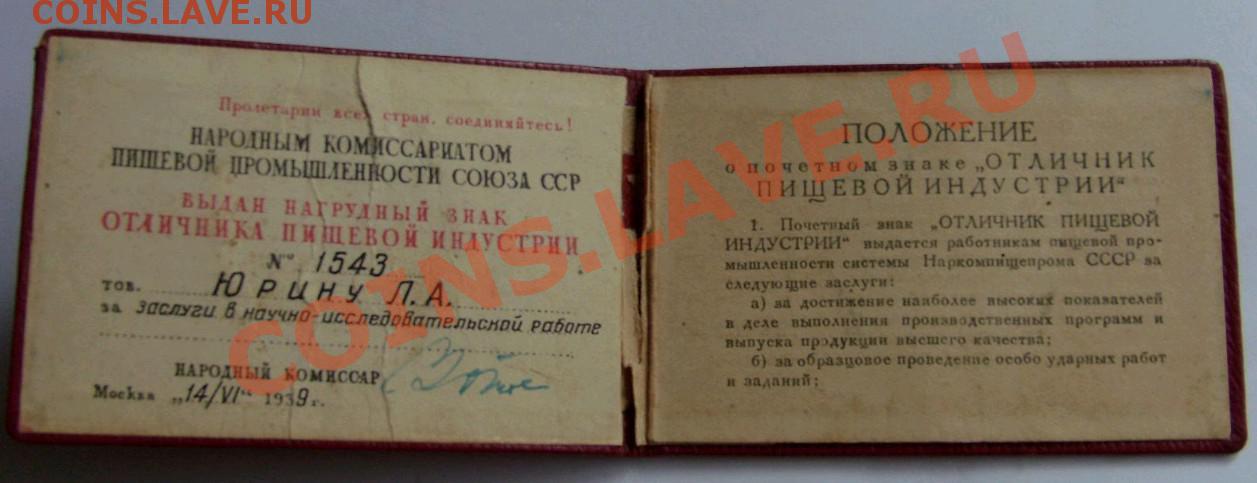 COINS.LAVE.RU
Пролетарии всех стран, соединяйтесь!
НАРОДНЫМ КОМИССАРИАТОМ
ПИЩЕВОЙ ПРОМЫШЛЕННОСТИ СОЮЗА ССР
ВЫДАН НАГРУДНЫЙ ЗНАК
ОТЛИЧНИКА ПИЩЕВОЙ ИНДУСТРИИ
№ 1543
тов. Юрину Л.А.
за заслуги в научно-исследовательской работе
НАРОДНЫЙ КОМИССАР
Москва „14/VI“ 1939 г.
ПОЛОЖЕНИЕ
о почетном знаке „ОТЛИЧНИК
ПИЩЕВОЙ ИНДУСТРИИ“
1. Почетный знак „ОТЛИЧНИК ПИЩЕВОЙ
ИНДУСТРИИ“ выдается работникам пищевой про-
мышленности системы Наркомпищепрома СССР за
следующие заслуги:
а) за достижение наиболее высоких показателей
в деле выполнения производственных программ и
выпуска продукции высшего качества;
б) за образцовое проведение особо ударных работ
и заданий;
COINS.LAVE.RU